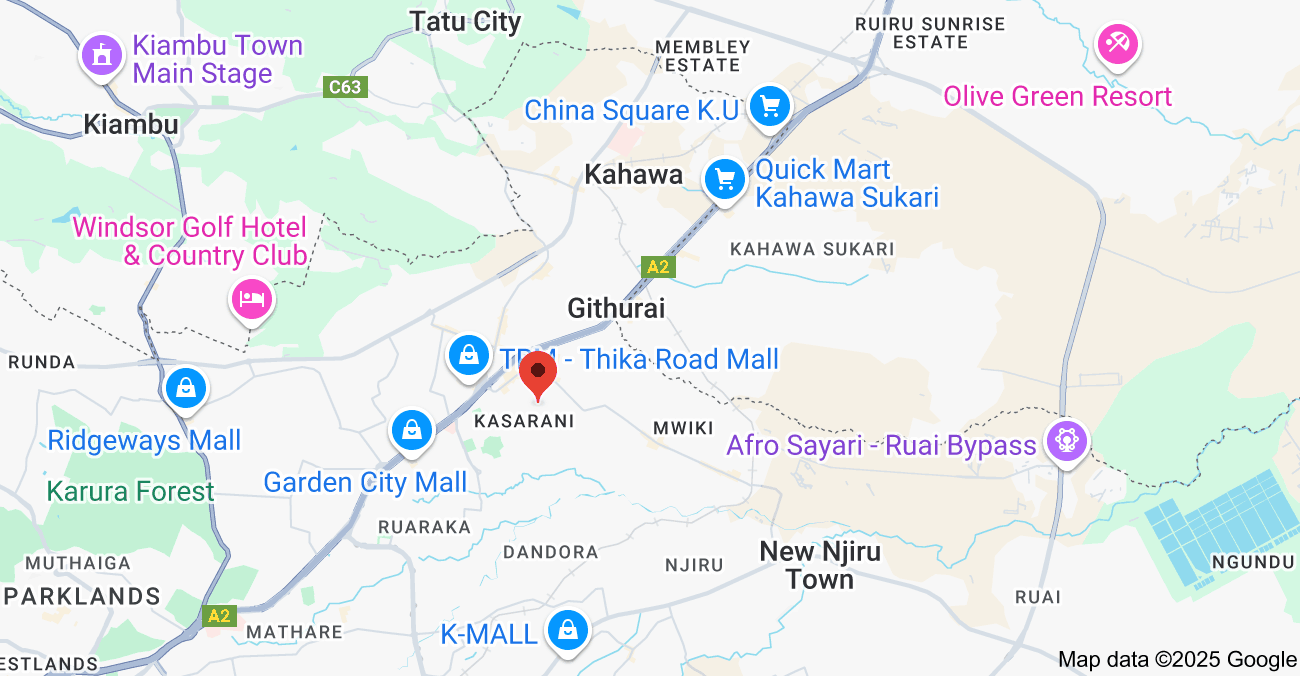 Tatu City
RUIRU SUNRISE
ESTATE
Kiambu Town
Main Stage
MEMBLEY
ESTATE
C63
Olive Green Resort
China Square K.U
Kiambu
Kahawa
Quick Mart
Kahawa Sukari
Windsor Golf Hotel
& Country Club
KAHAWA SUKARI
A2
Githurai
RUNDA
TRM - Thika Road Mall
KASARANI
MWIKI
Ridgeways Mall
Afro Sayari - Ruai Bypass
Garden City Mall
Karura Forest
RUARAKA
DANDORA
New Njiru
Town
NJIRU
MUTHAIGA
NGUNDU
PARKLANDS
RUAI
A2
MATHARE
K-MALL
ESTLANDS
Map data ©2025 Google